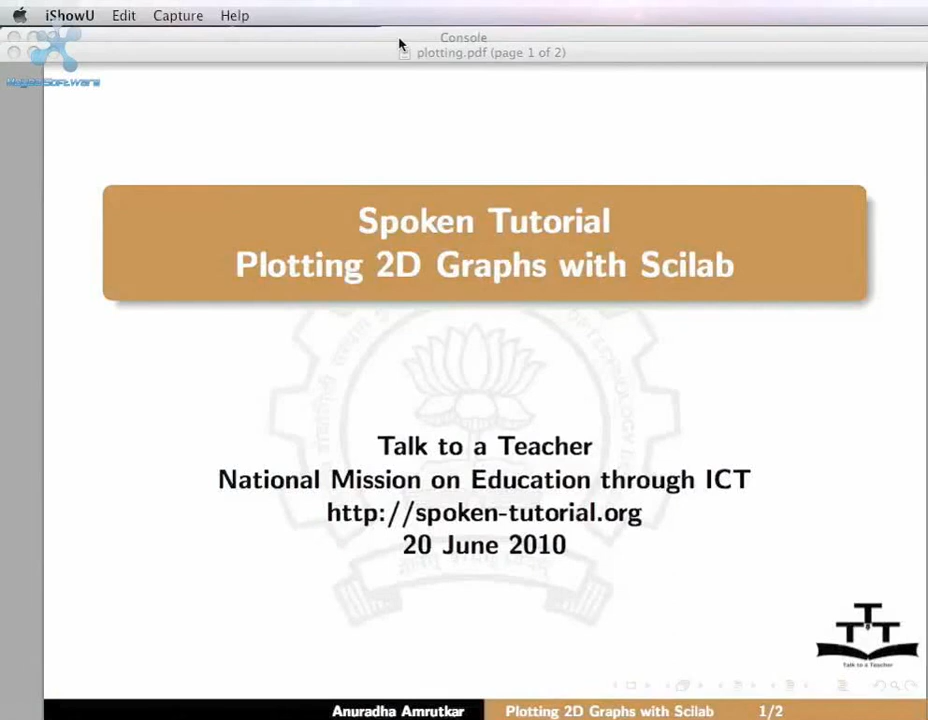 iShowU Edit Capture Help
Console
plotting.pdf (page 1 of 2)
Spoken Tutorial
Plotting 2D Graphs with Scilab
Talk to a Teacher
National Mission on Education through ICT
http://spoken-tutorial.org
20 June 2010
T
T T
Talk to a Teacher
Anuradha Amrutkar Plotting 2D Graphs with Scilab 1/2